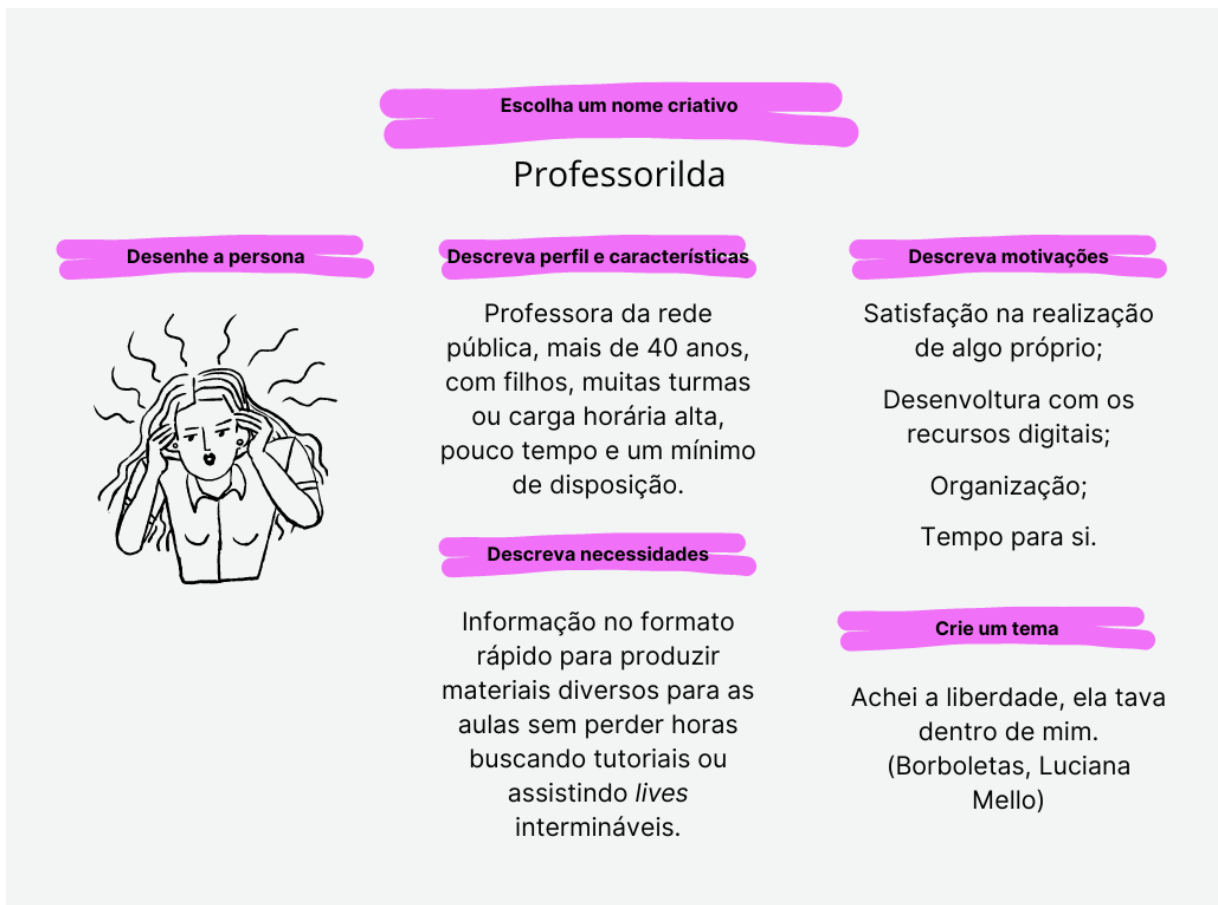 Escolha um nome criativo
Professorilda
Desenhe a persona
Descreva perfil e características
Professora da rede
pública, mais de 40 anos,
com filhos, muitas turmas
ou carga horária alta,
pouco tempo e um mínimo
de disposição.
Descreva necessidades
Informação no formato
rápido para produzir
materiais diversos para as
aulas sem perder horas
buscando tutoriais ou
assistindo lives
intermináveis.
Descreva motivações
Satisfação na realização
de algo próprio;
Desenvoltura com os
recursos digitais;
Organização;
Tempo para si.
Crie um tema
Achei a liberdade, ela tava
dentro de mim.
(Borboletas, Luciana
Mello)